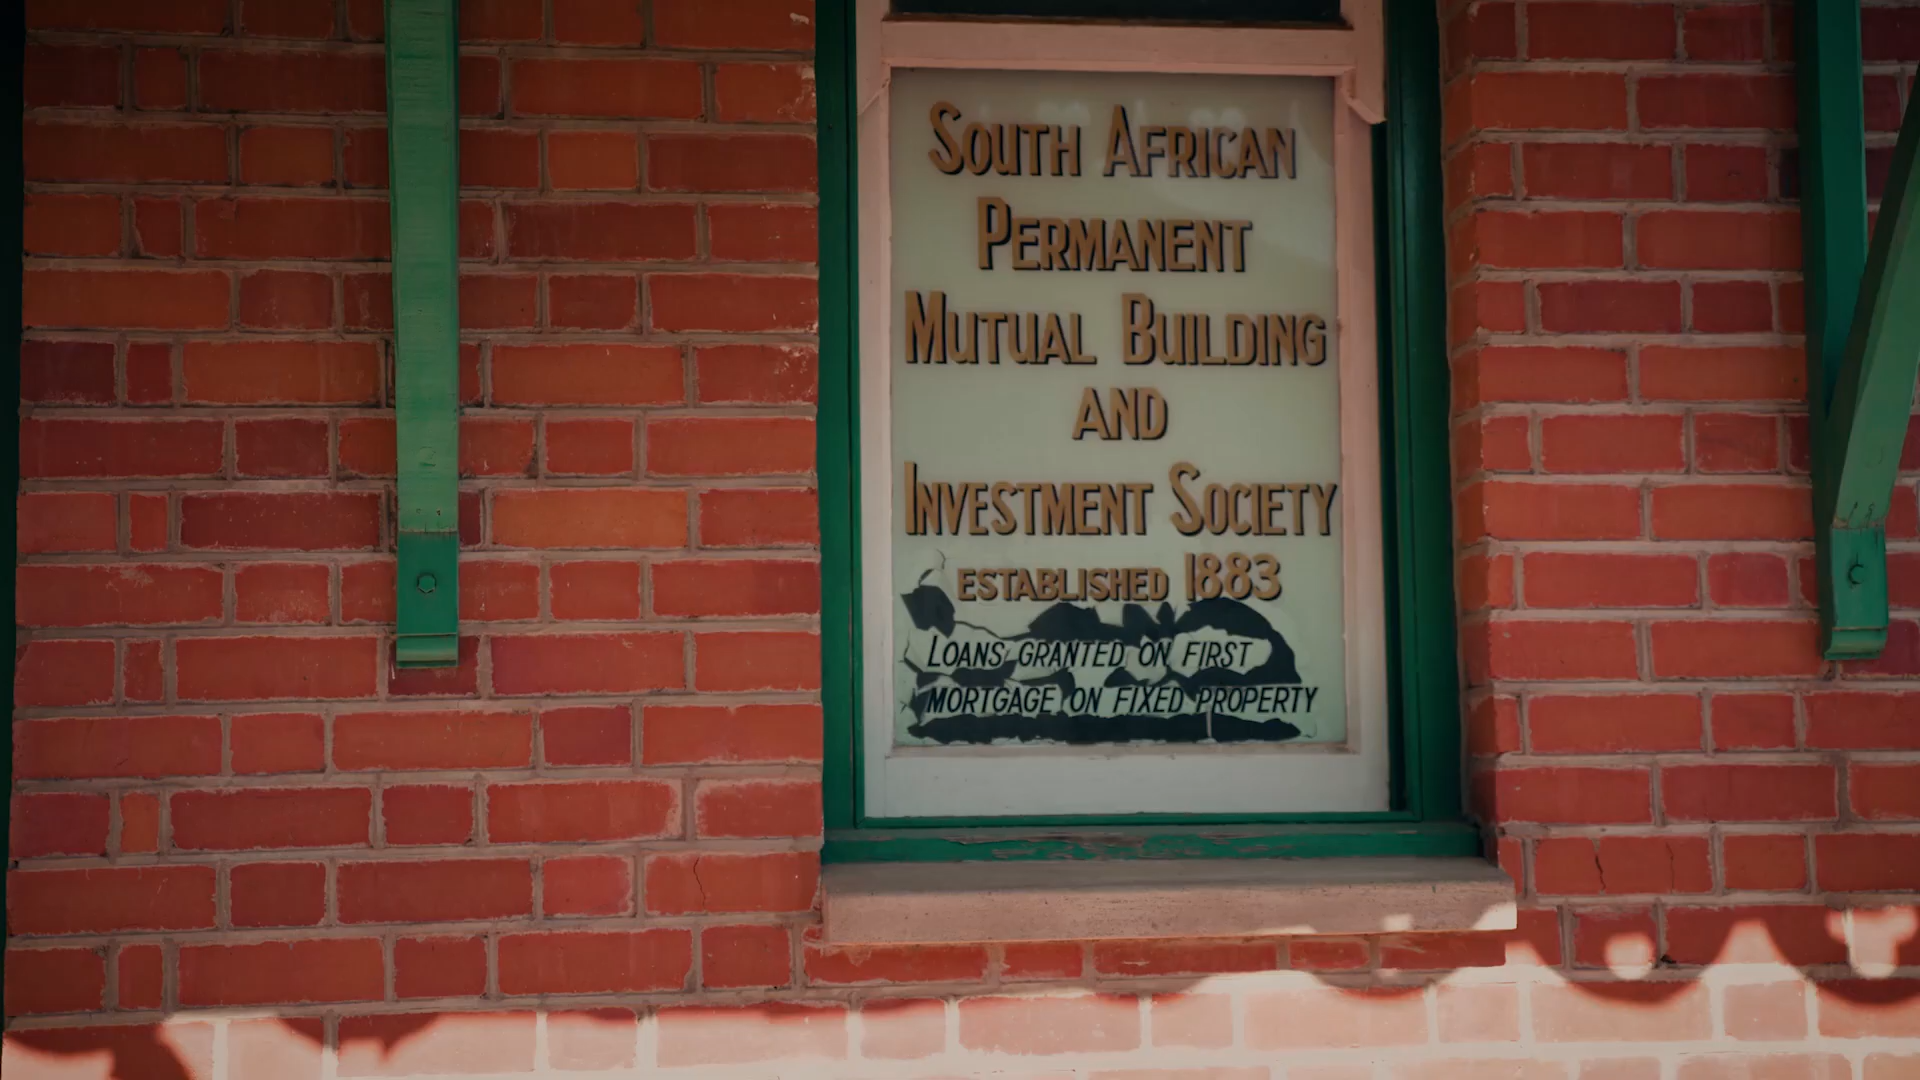 South African
Permanent
Mutual Building
and
Investment Society
established 1883
Loans granted on first
mortgage on fixed property